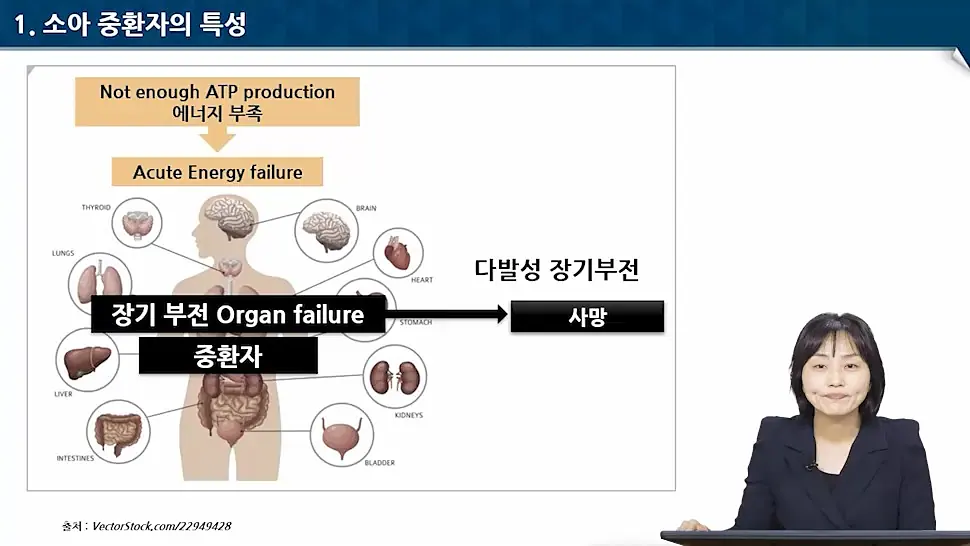 1. 소아 중환자의 특성
Not enough ATP production
에너지 부족
Acute Energy failure
THYROID
BRAIN
LUNGS
HEART
다발성 장기부전
장기 부전 Organ failure
사망
STOMACH
중환자
LIVER
KIDNEYS
INTESTINES
BLADDER
출처 : VectorStock.com/22949428